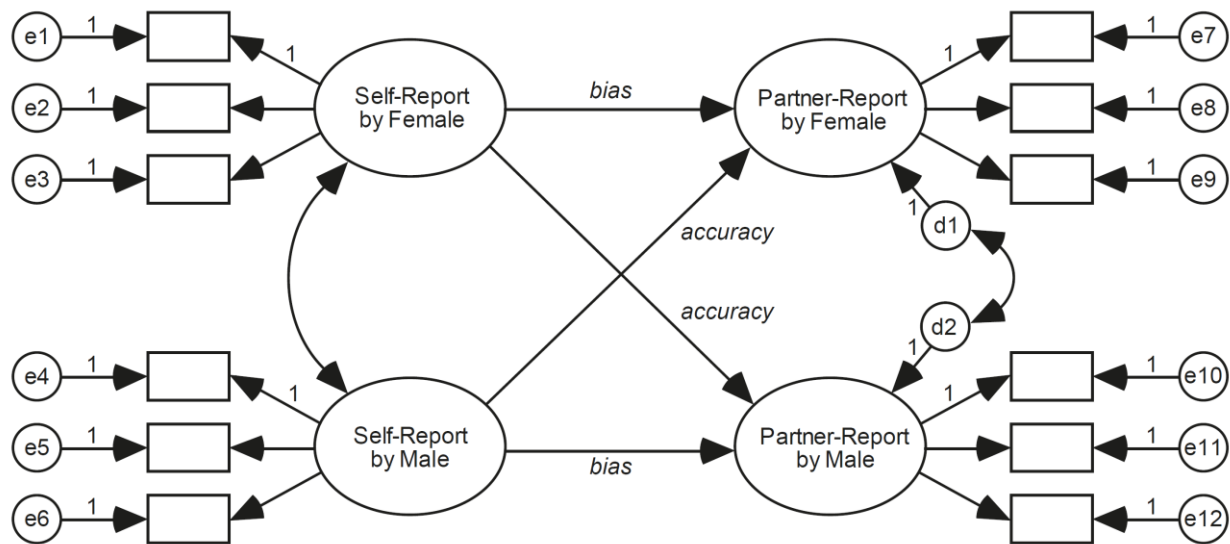 e1
1
1
e2
1
e3
1
Self-Report
by Female
bias
Partner-Report
by Female
1
1
e7
1
e8
1
e9
accuracy
1
d1
accuracy
d2
1
e4
1
1
e5
1
e6
1
Self-Report
by Male
bias
Partner-Report
by Male
1
1
e10
1
e11
1
e12